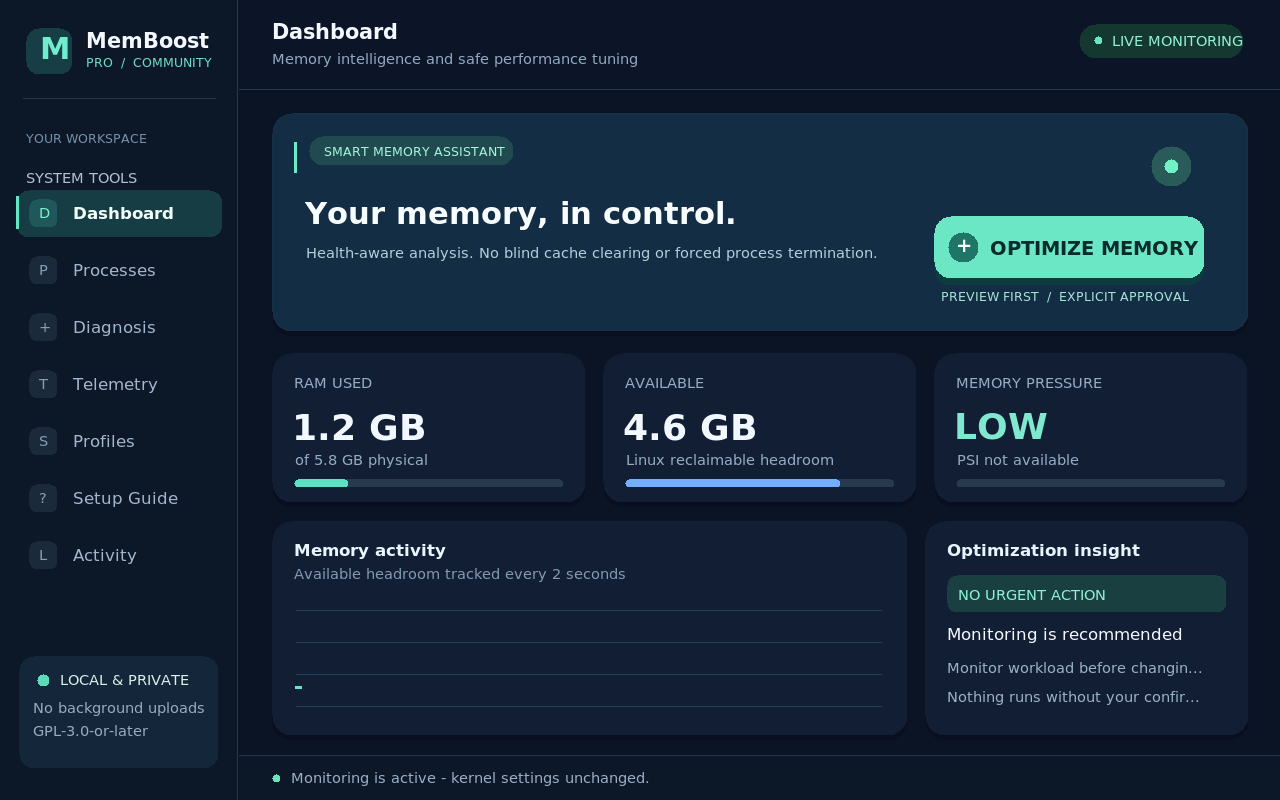 M
MemBoost
PRO / COMMUNITY
YOUR WORKSPACE
SYSTEM TOOLS
D Dashboard
P Processes
+ Diagnosis
T Telemetry
S Profiles
? Setup Guide
L Activity
LOCAL & PRIVATE
No background uploads
GPL-3.0-or-later
Dashboard
Memory intelligence and safe performance tuning
LIVE MONITORING
SMART MEMORY ASSISTANT
Your memory, in control.
Health-aware analysis. No blind cache clearing or forced process termination.
+ OPTIMIZE MEMORY
PREVIEW FIRST / EXPLICIT APPROVAL
RAM USED
1.2 GB
of 5.8 GB physical
AVAILABLE
4.6 GB
Linux reclaimable headroom
MEMORY PRESSURE
LOW
PSI not available
Memory activity
Available headroom tracked every 2 seconds
Optimization insight
NO URGENT ACTION
Monitoring is recommended
Monitor workload before changin...
Nothing runs without your confir...
Monitoring is active - kernel settings unchanged.